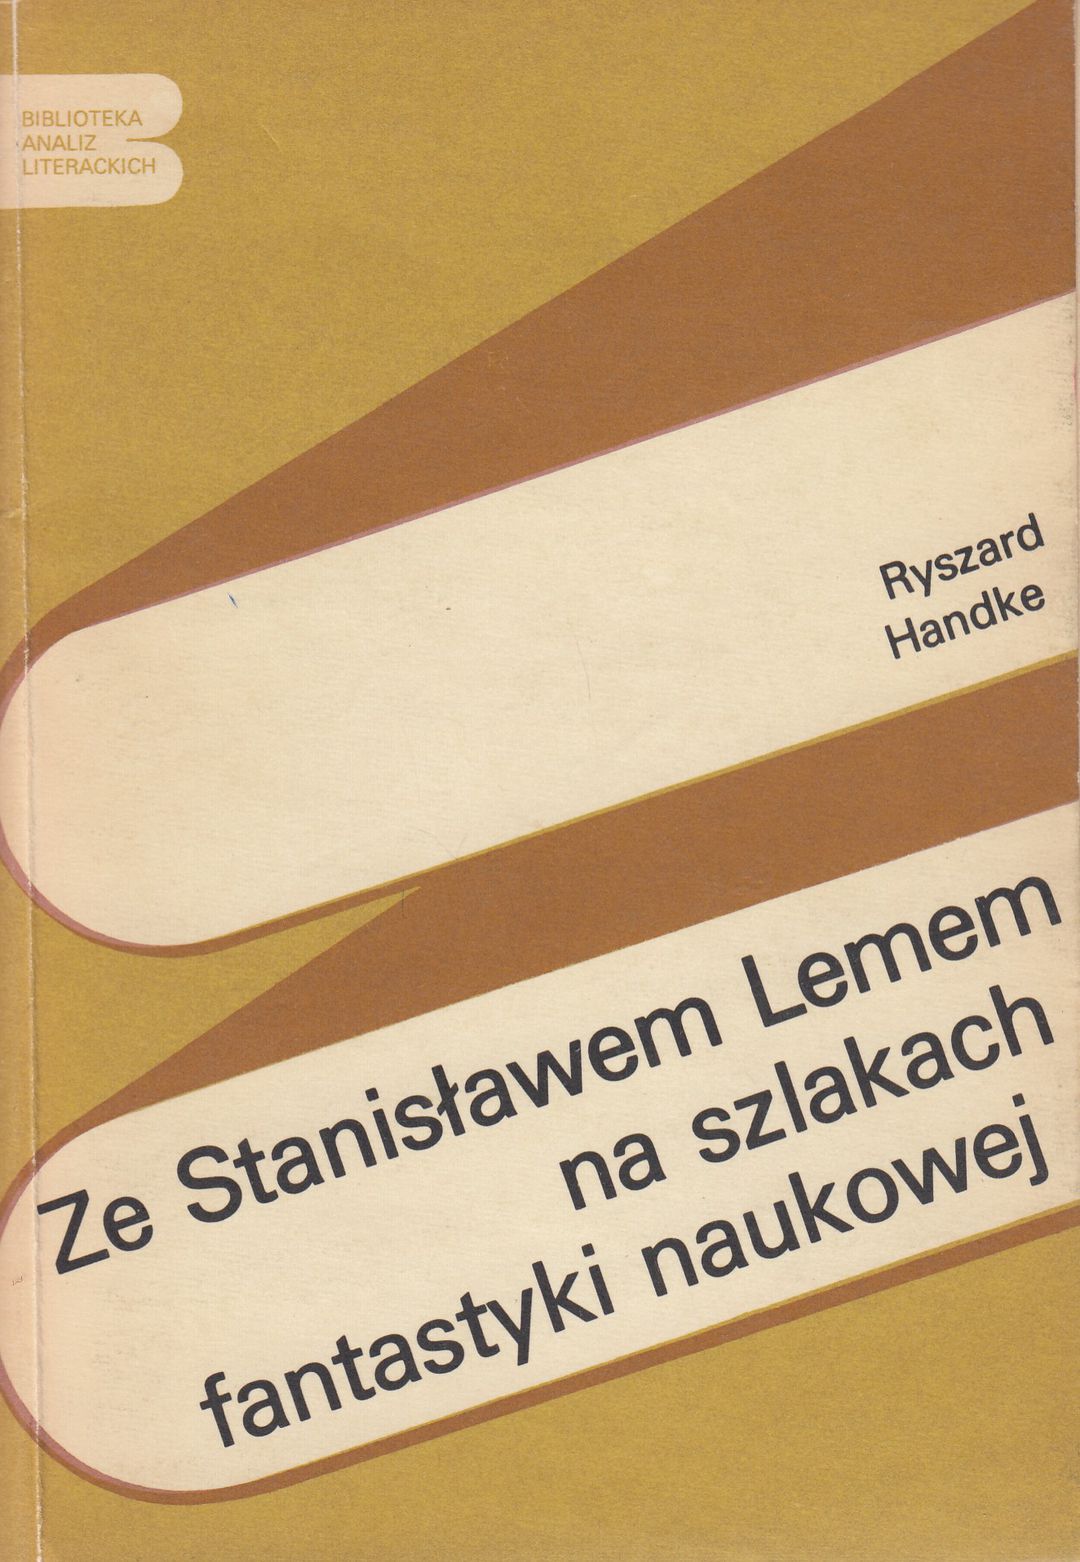 BIBLIOTEKA
ANALIZ
LITERACKICH
Ryszard
Handke
Ze Stanisławem Lemem
na szlakach
fantastyki naukowej